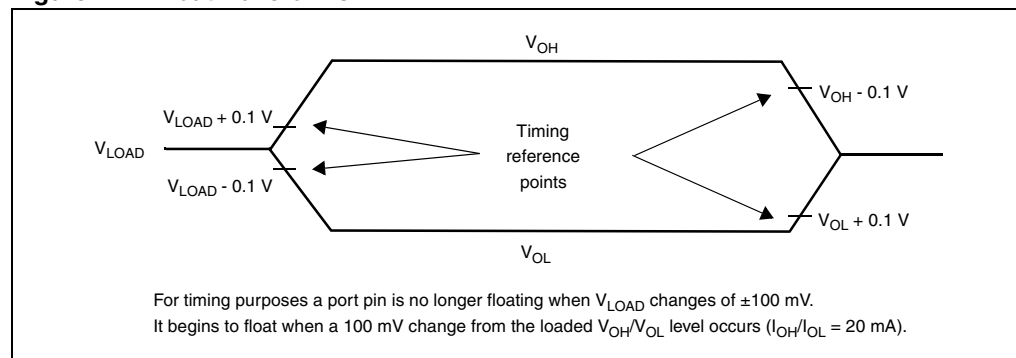 V_OH
V_OH - 0.1 V
V_LOAD + 0.1 V
Timing
reference
points
V_LOAD
V_LOAD - 0.1 V
V_OL + 0.1 V
V_OL
For timing purposes a port pin is no longer floating when V_LOAD changes of ±100 mV.
It begins to float when a 100 mV change from the loaded V_OH/V_OL level occurs (I_OH/I_OL = 20 mA).